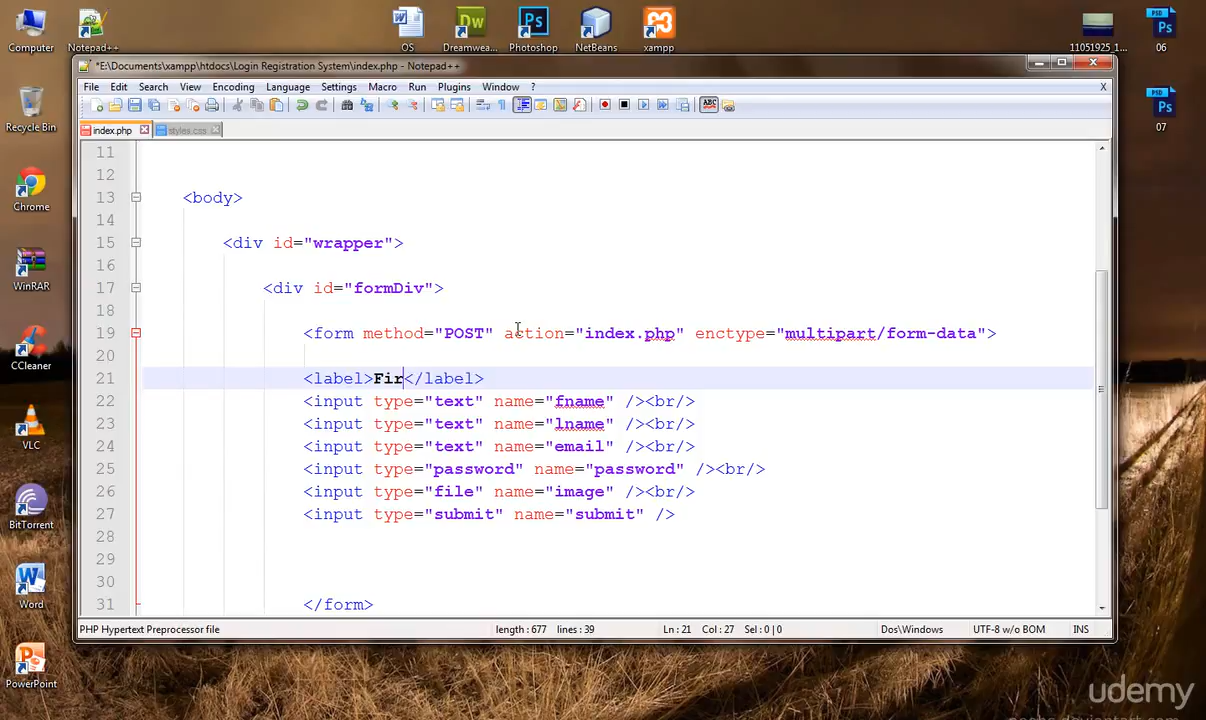 Computer
Notepad++
OS
Dreamwea...
Photoshop
NetBeans
xampp
11051925_1...
06
*E:\Documents\xampp\htdocs\Login Registration System\index.php - Notepad++
File Edit Search View Encoding Language Settings Macro Run Plugins Window ? X
index.php styles.css
Recycle Bin
Chrome
WinRAR
CCleaner
VLC
BitTorrent
Word
PowerPoint
07
11
12
13 <body>
14
15 <div id="wrapper">
16
17 <div id="formDiv">
18
19 <form method="POST" action="index.php" enctype="multipart/form-data">
20
21 <label>Fir</label>
22 <input type="text" name="fname" /><br/>
23 <input type="text" name="lname" /><br/>
24 <input type="text" name="email" /><br/>
25 <input type="password" name="password" /><br/>
26 <input type="file" name="image" /><br/>
27 <input type="submit" name="submit" />
28
29
30
31 </form>
PHP Hypertext Preprocessor file length : 677 lines : 39 Ln : 21 Col : 27 Sel : 0 | 0 Dos\Windows UTF-8 w/o BOM INS
udemy